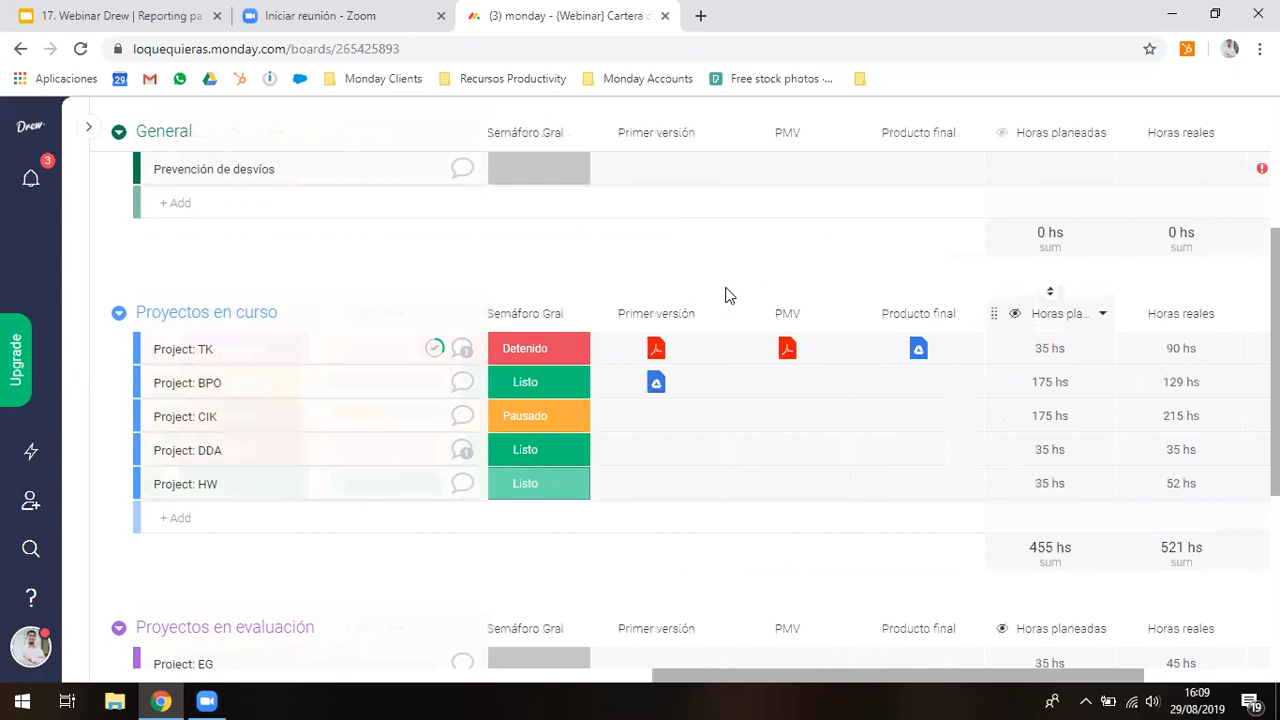 17. Webinar Drew | Reporting pa
Iniciar reunión - Zoom
(3) monday - {Webinar} Cartera d
loquequieras.monday.com/boards/265425893
Aplicaciones
29
Monday Clients
Recursos Productivity
Monday Accounts
Free stock photos ·...
Drew
3
Upgrade
?
General
Semáforo Gral
Primer versión
PMV
Producto final
Horas planeadas
Horas reales
Prevención de desvíos
+ Add
0 hs
0 hs
sum
sum
Proyectos en curso
Semáforo Gral
Primer versión
PMV
Producto final
Horas pla...
Horas reales
Project: TK
1
Detenido
35 hs
90 hs
Project: BPO
Listo
175 hs
129 hs
Project: CIK
Pausado
175 hs
215 hs
Project: DDA
1
Listo
35 hs
35 hs
Project: HW
Listo
35 hs
52 hs
+ Add
455 hs
521 hs
sum
sum
Proyectos en evaluación
Semáforo Gral
Primer versión
PMV
Producto final
Horas planeadas
Horas reales
Project: EG
35 hs
45 hs
16:09
29/08/2019
19